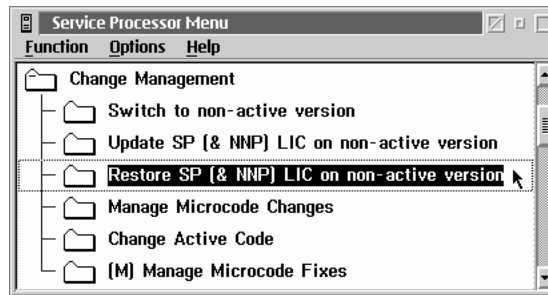 Service Processor Menu
Function Options Help
Change Management
Switch to non-active version
Update SP (& NNP) LIC on non-active version
Restore SP (& NNP) LIC on non-active version
Manage Microcode Changes
Change Active Code
(M) Manage Microcode Fixes